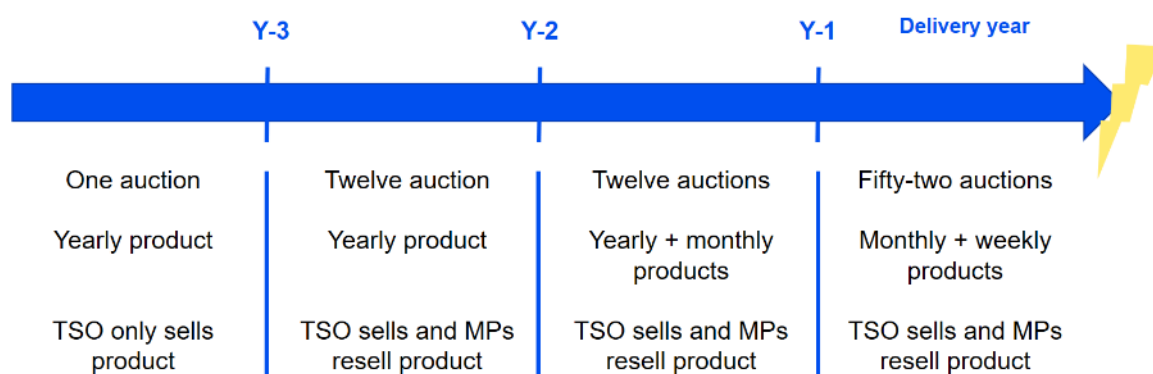 Y-3
Y-2
Y-1
Delivery year
One auction
Twelve auction
Twelve auctions
Fifty-two auctions
Yearly product
Yearly product
Yearly + monthly
products
Monthly + weekly
products
TSO only sells
product
TSO sells and MPs
resell product
TSO sells and MPs
resell product
TSO sells and MPs
resell product